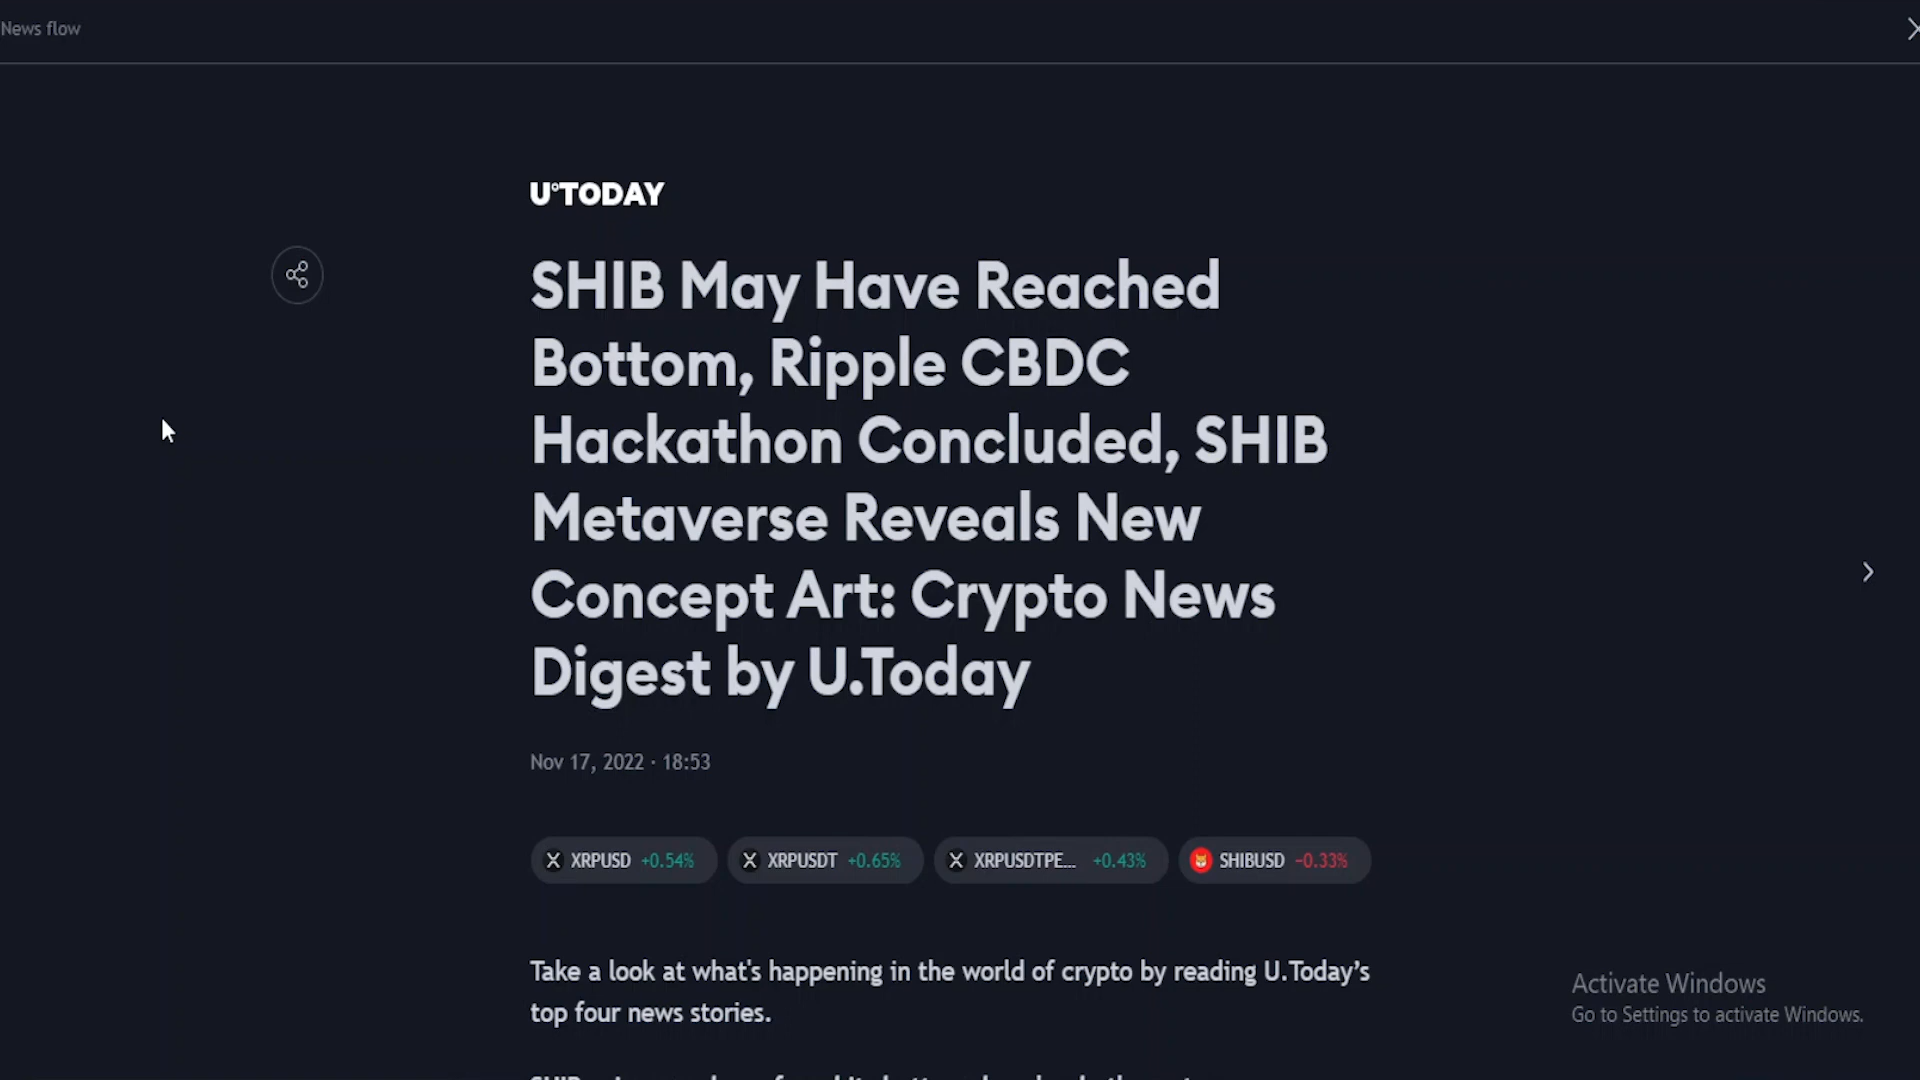 News flow
U°TODAY
SHIB May Have Reached
Bottom, Ripple CBDC
Hackathon Concluded, SHIB
Metaverse Reveals New
Concept Art: Crypto News
Digest by U.Today
Nov 17, 2022 · 18:53
XRPUSD +0.54% XRPUSDT +0.65% XRPUSDTPE... +0.43% SHIBUSD −0.33%
Take a look at what's happening in the world of crypto by reading U.Today’s
top four news stories.
Activate Windows
Go to Settings to activate Windows.